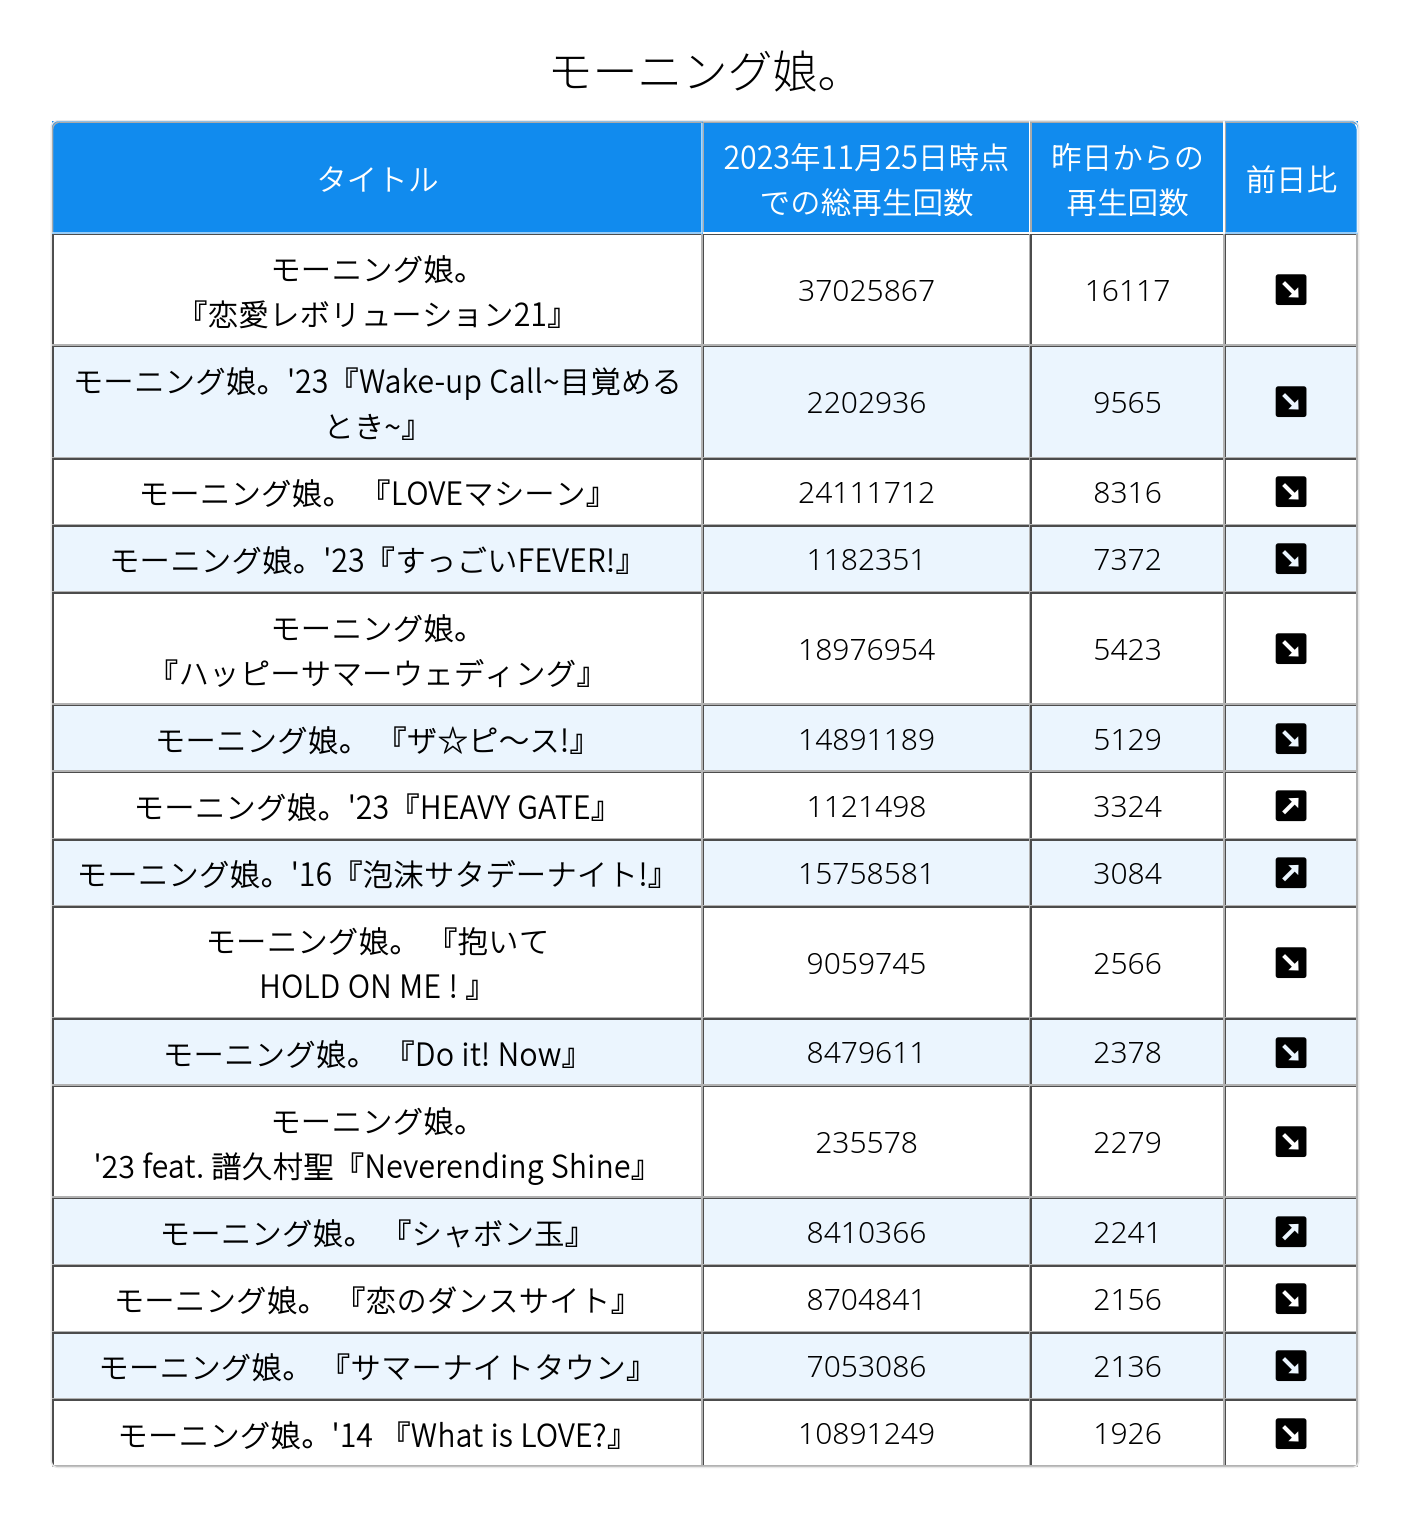 モーニング娘。
タイトル
2023年11月25日時点
での総再生回数
昨日からの
再生回数
前日比
モーニング娘。
『恋愛レボリューション21』
37025867
16117
モーニング娘。'23『Wake-up Call~目覚める
とき~』
2202936
9565
モーニング娘。 『LOVEマシーン』
24111712
8316
モーニング娘。'23『すっごいFEVER!』
1182351
7372
モーニング娘。
『ハッピーサマーウェディング』
18976954
5423
モーニング娘。 『ザ☆ピ〜ス!』
14891189
5129
モーニング娘。'23『HEAVY GATE』
1121498
3324
モーニング娘。'16『泡沫サタデーナイト!』
15758581
3084
モーニング娘。 『抱いて
HOLD ON ME ! 』
9059745
2566
モーニング娘。 『Do it! Now』
8479611
2378
モーニング娘。
'23 feat. 譜久村聖『Neverending Shine』
235578
2279
モーニング娘。 『シャボン玉』
8410366
2241
モーニング娘。 『恋のダンスサイト』
8704841
2156
モーニング娘。 『サマーナイトタウン』
7053086
2136
モーニング娘。'14 『What is LOVE?』
10891249
1926